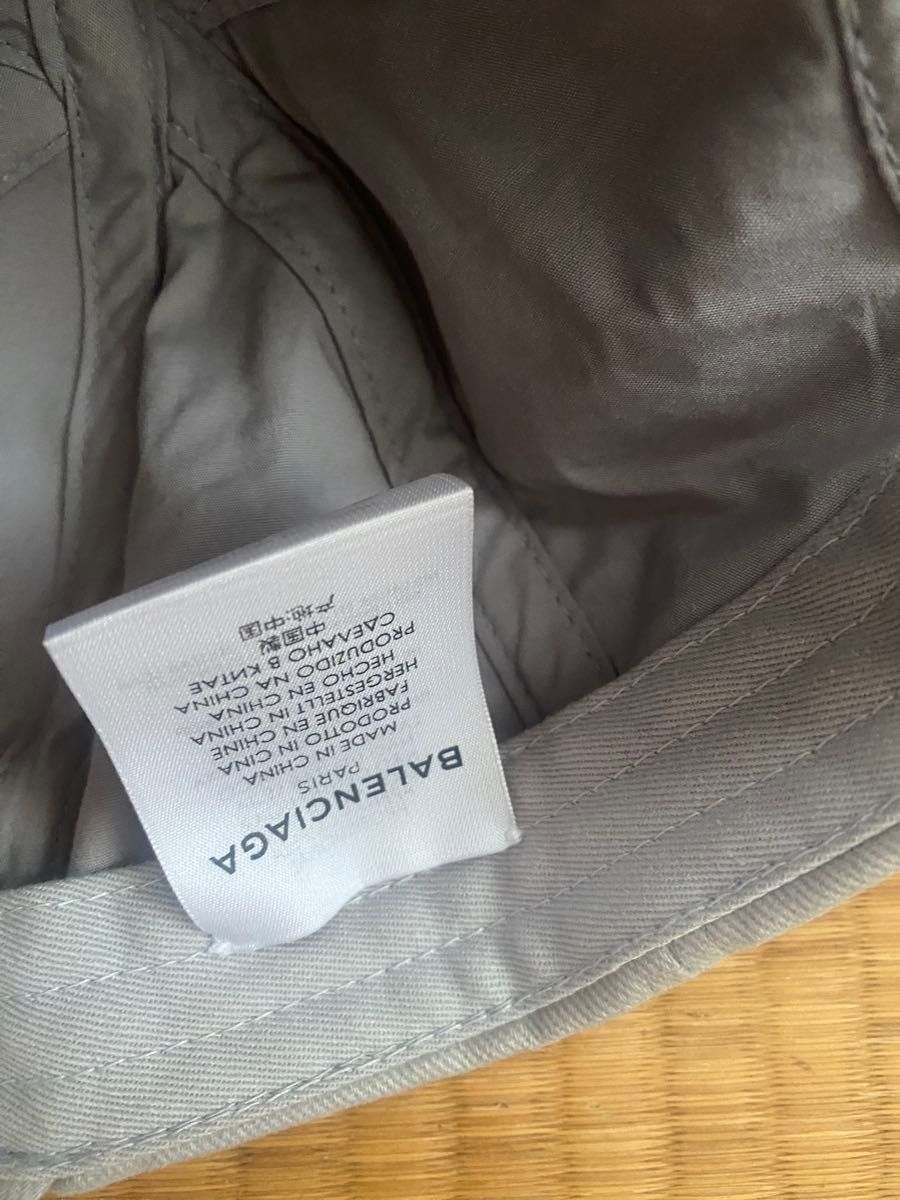 BALENCIAGA
PARIS
MADE IN CHINA
PRODOTTO IN CINA
FABRIQUE EN CHINE
HERGESTELLT IN CHINA
HECHO EN CHINA
PRODUZIDO NA CHINA
СДЕЛАНО В КИТАЕ
中国製
产地:中国